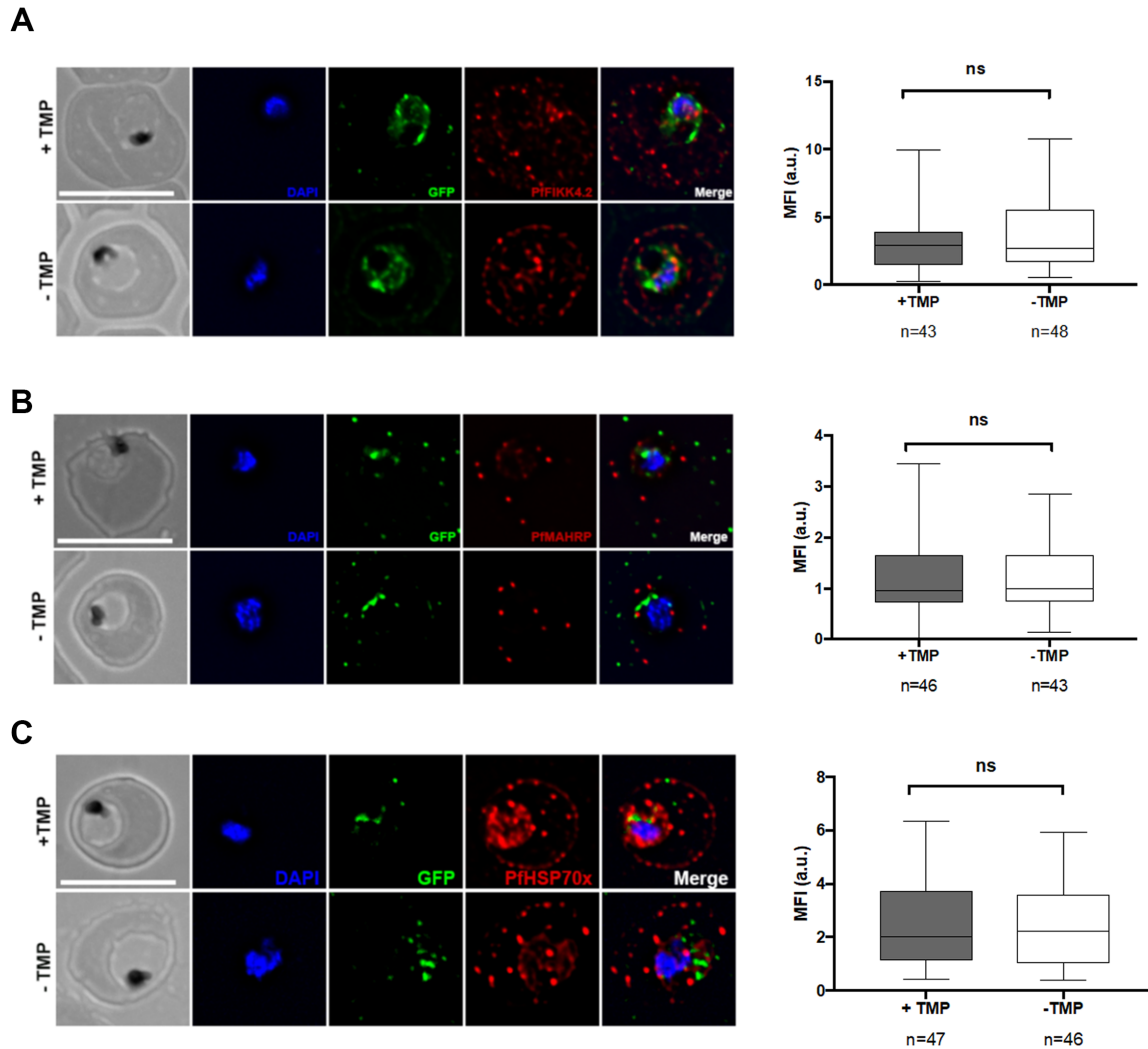 A
+ TMP
DAPI
GFP
PfFIKK4.2
Merge
- TMP
ns
15
10
5
0
MFI (a.u.)
+TMP
-TMP
n=43
n=48
B
+ TMP
DAPI
GFP
PfMAHRP
Merge
- TMP
ns
4
3
2
1
0
MFI (a.u.)
+TMP
-TMP
n=46
n=43
C
+TMP
DAPI
GFP
PfHSP70x
Merge
- TMP
ns
8
6
4
2
0
MFI (a.u.)
+ TMP
-TMP
n=47
n=46